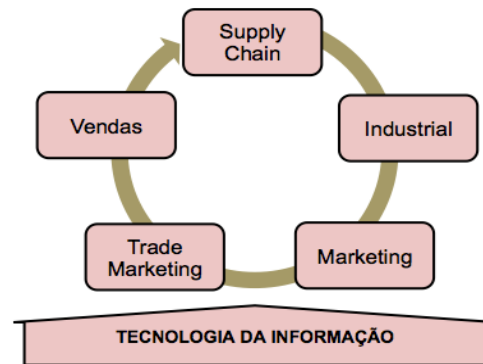 Supply
Chain
Vendas
Industrial
Trade
Marketing
Marketing
TECNOLOGIA DA INFORMAÇÃO